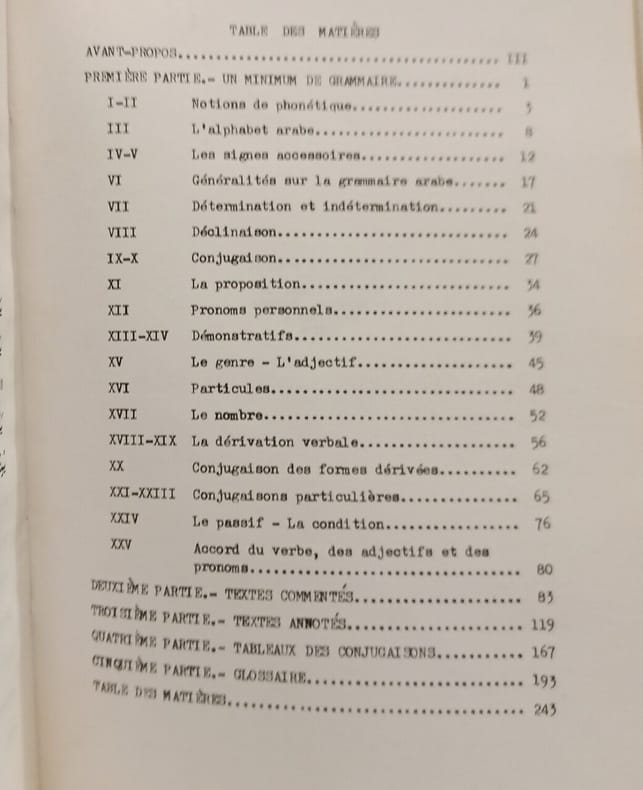 TABLE DES MATIÈRES
AVANT-PROPOS.................................................. III
PREMIÈRE PARTIE.- UN MINIMUM DE GRAMMAIRE.............. 1
I-II Notions de phonétique........................ 3
III L'alphabet arabe............................. 8
IV-V Les signes accessoires...................... 12
VI Généralités sur la grammaire arabe....... 17
VII Détermination et indétermination......... 21
VIII Déclinaison.................................. 24
IX-X Conjugaison.................................. 27
XI La proposition.............................. 34
XII Pronoms personnels.......................... 36
XIII-XIV Démonstratifs............................... 39
XV Le genre - L'adjectif....................... 45
XVI Particules................................... 48
XVII Le nombre.................................... 52
XVIII-XIX La dérivation verbale....................... 56
XX Conjugaison des formes dérivées........... 62
XXI-XXIII Conjugaisons particulières................ 65
XXIV Le passif - La condition.................. 76
XXV Accord du verbe, des adjectifs et des
pronoms...................................... 80
DEUXIÈME PARTIE.- TEXTES COMMENTÉS..................... 83
TROISIÈME PARTIE.- TEXTES ANNOTÉS...................... 119
QUATRIÈME PARTIE.- TABLEAUX DES CONJUGAISONS........... 167
CINQUIÈME PARTIE.- GLOSSAIRE........................... 193
TABLE DES MATIÈRES...................................... 243